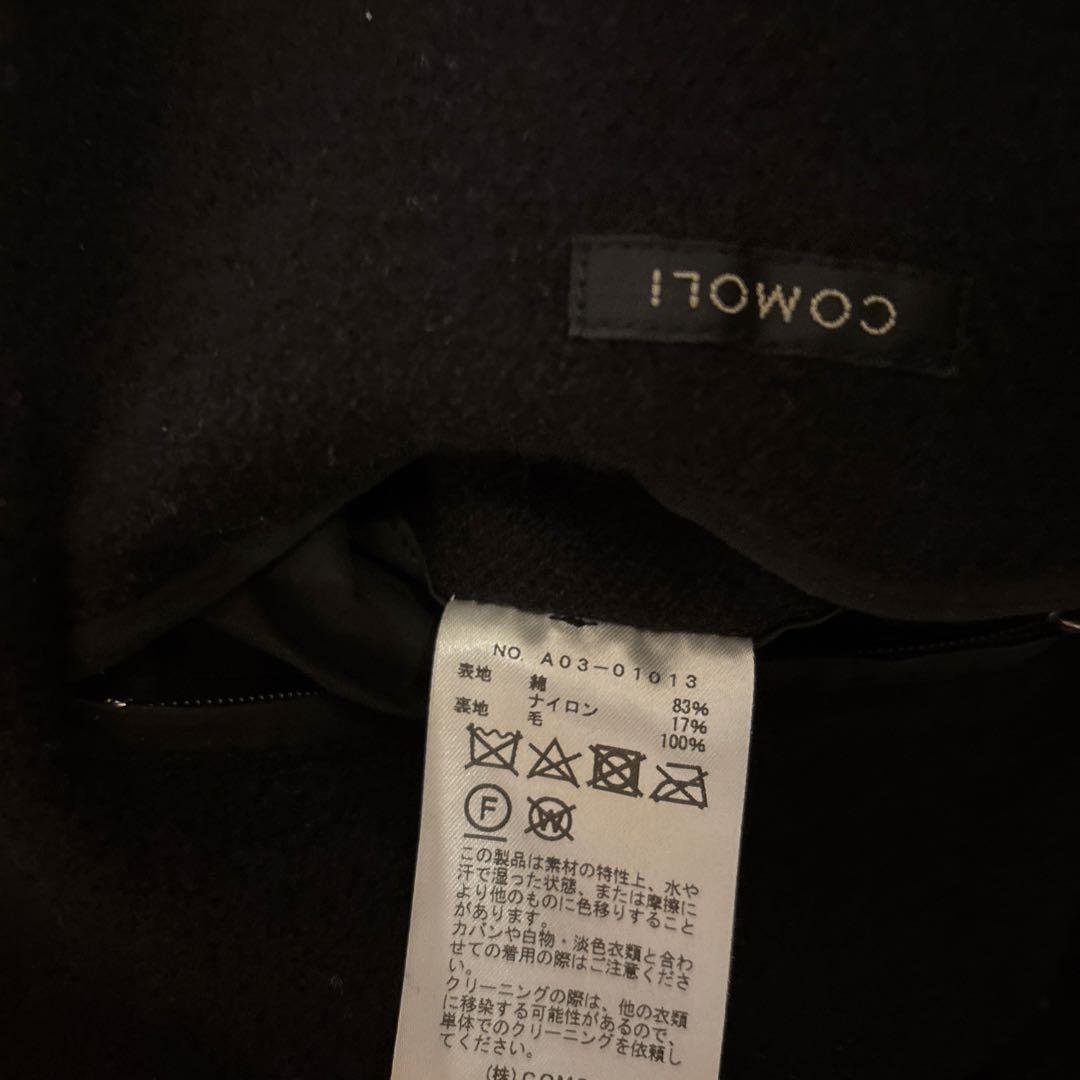 COMOLI
NO. A03-01013
表地 綿 83%
ナイロン 17%
裏地 毛 100%
F
W
この製品は素材の特性上、水や
汗で湿った状態、または摩擦に
より他のものに色移りすること
があります。
カバンや白物・淡色衣類と合わ
せての着用の際はご注意くださ
い。
クリーニングの際は、他の衣類
に移染する可能性があるので、
単体でのクリーニングを依頼し
てください。
(株)COMO